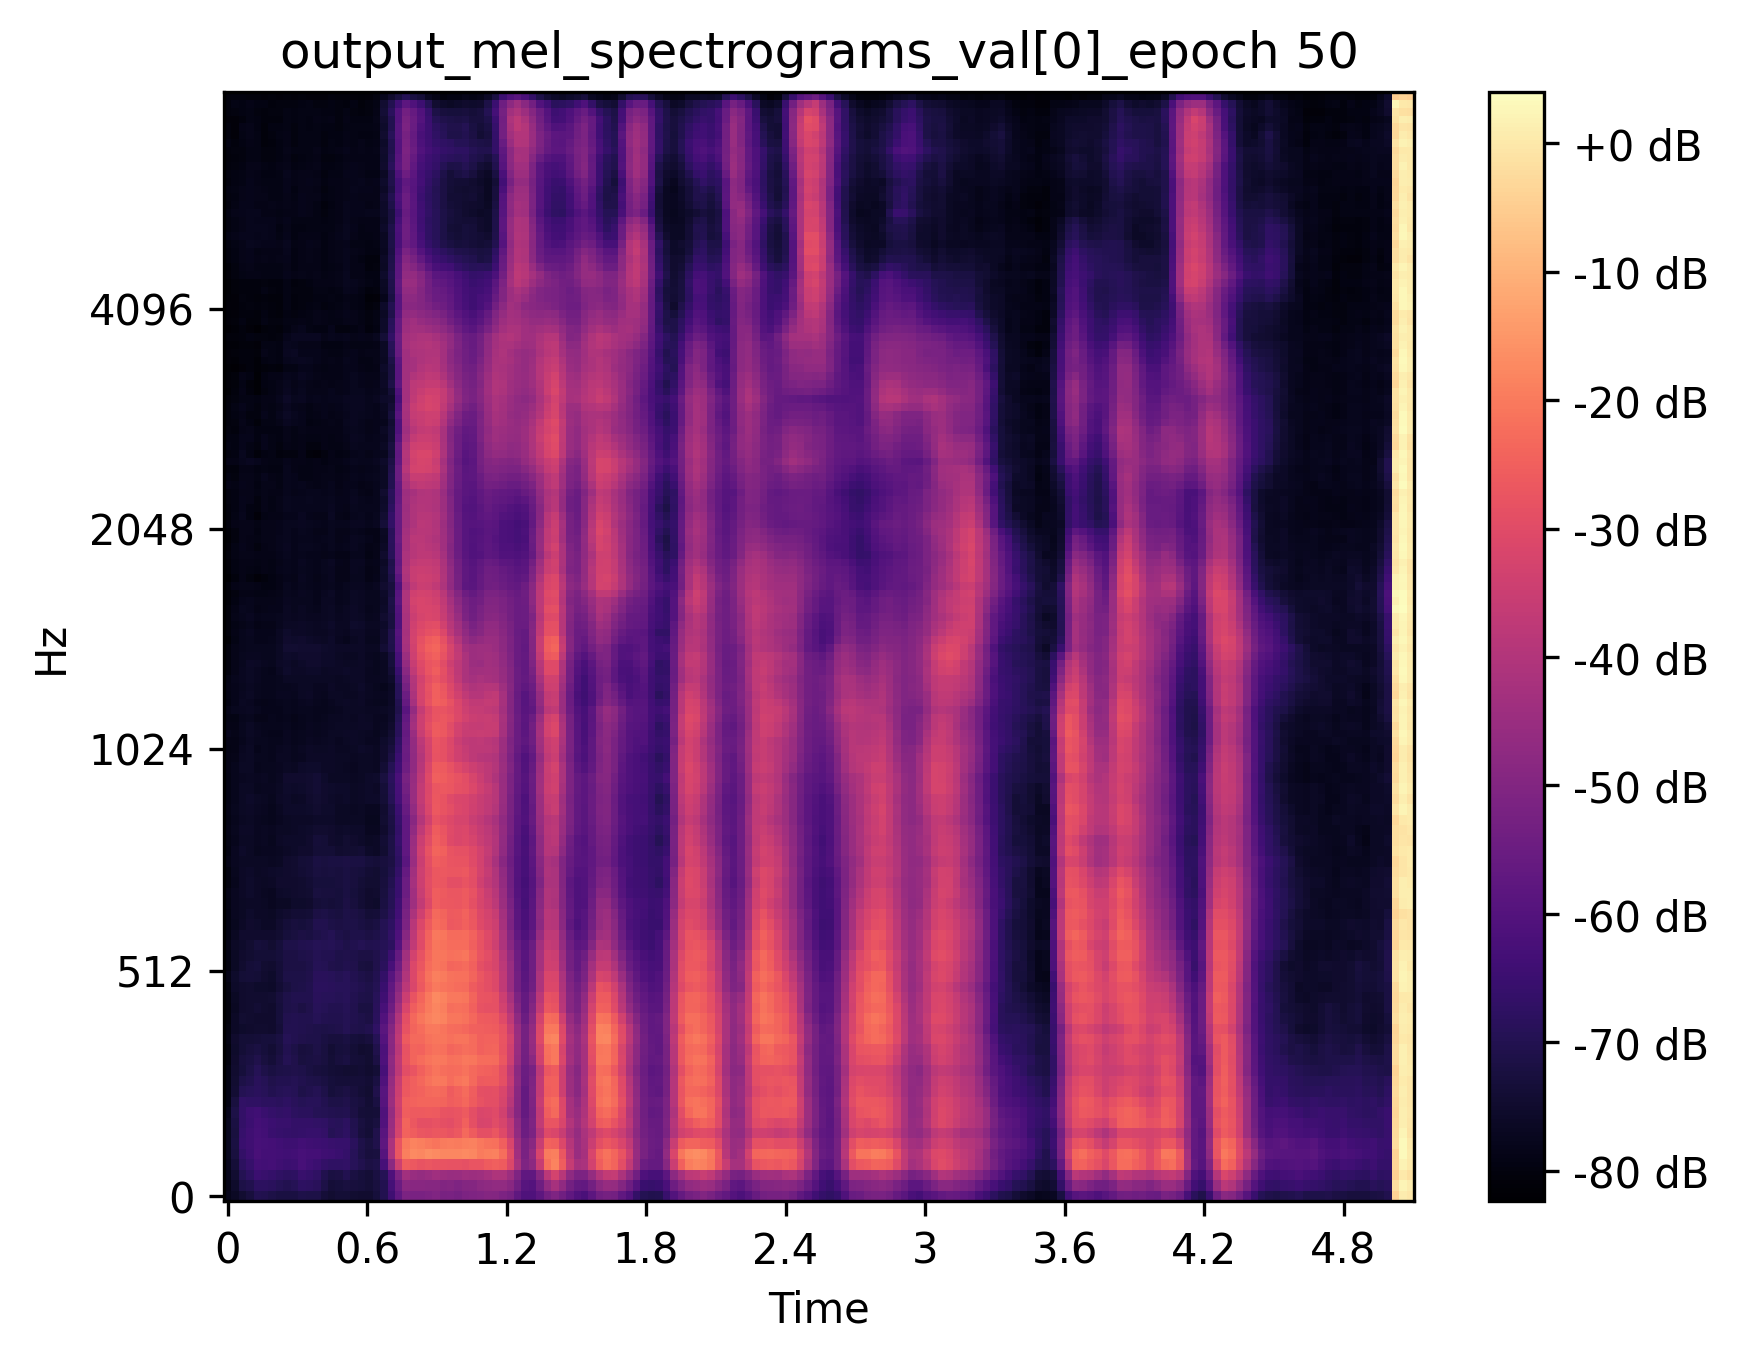 output_mel_spectrograms_val[0]_epoch 50
Hz
4096
2048
1024
512
0
0 0.6 1.2 1.8 2.4 3 3.6 4.2 4.8
Time
+0 dB
-10 dB
-20 dB
-30 dB
-40 dB
-50 dB
-60 dB
-70 dB
-80 dB